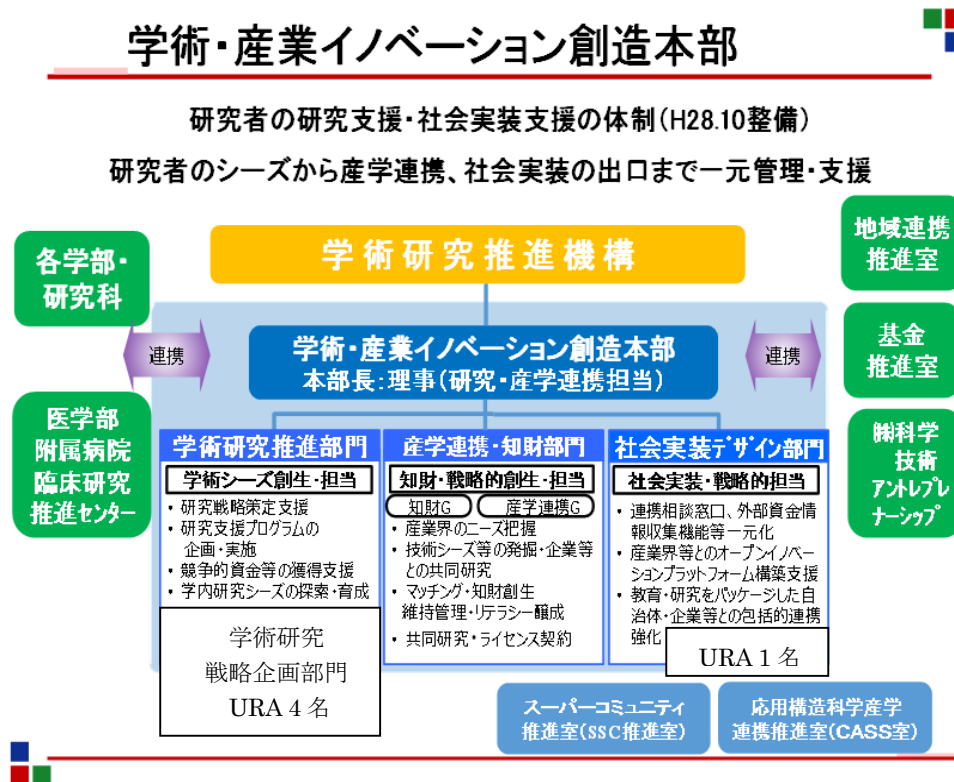 学術・産業イノベーション創造本部
研究者の研究支援・社会実装支援の体制(H28.10整備)
研究者のシーズから産学連携、社会実装の出口まで一元管理・支援
各学部・
研究科
学術研究推進機構
地域連携
推進室
連携
学術・産業イノベーション創造本部
本部長:理事(研究・産学連携担当)
連携
基金
推進室
医学部
附属病院
臨床研究
推進センター
㈱科学
技術
アントレプレ
ナーシップ
学術研究推進部門
学術シーズ創生・担当
・研究戦略策定支援
・研究支援プログラムの
企画・実施
・競争的資金等の獲得支援
・学内研究シーズの探索・育成
学術研究
戦略企画部門
URA 4 名
産学連携・知財部門
知財・戦略的創生・担当
知財G
産学連携G
・産業界のニーズ把握
・技術シーズ等の発掘・企業等
との共同研究
・マッチング・知財創生
維持管理・リテラシー醸成
・共同研究・ライセンス契約
社会実装デザイン部門
社会実装・戦略的担当
・連携相談窓口、外部資金情
報収集機能等一元化
・産業界等とのオープンイノベー
ションプラットフォーム構築支援
・教育・研究をパッケージした自
治体・企業等との包括的連携
強化
URA 1 名
スーパーコミュニティ
推進室(SSC推進室)
応用構造科学産学
連携推進室(CASS室)